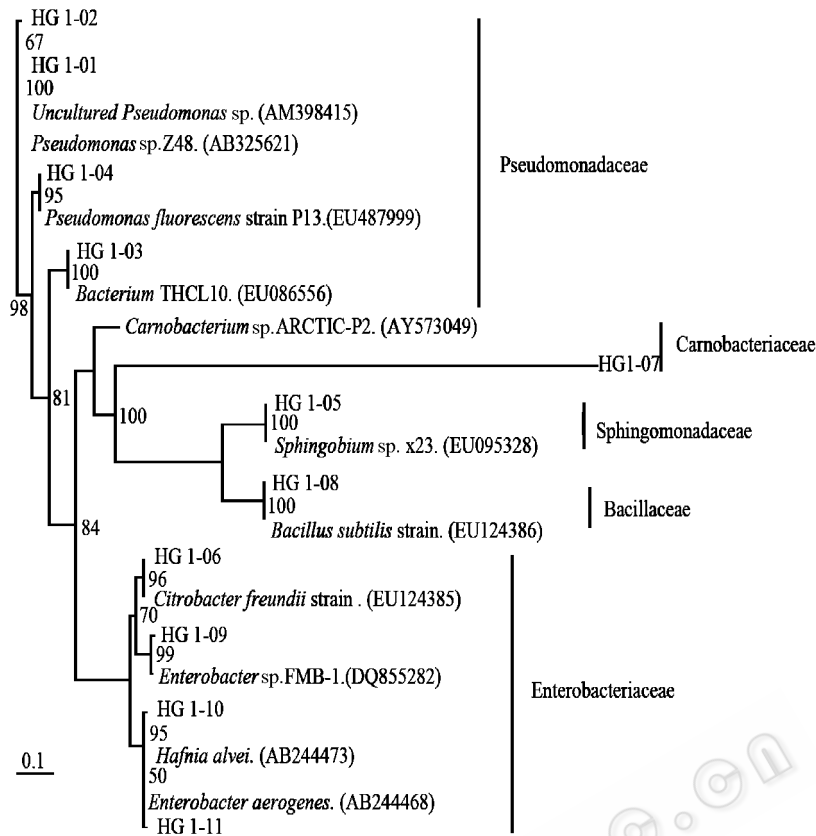 HG 1-02
67
HG 1-01
100
Uncultured Pseudomonas sp. (AM398415)
Pseudomonas sp.Z48. (AB325621)
Pseudomonadaceae
HG 1-04
95
Pseudomonas fluorescens strain P13.(EU487999)
HG 1-03
100
Bacterium THCL10. (EU086556)
98
Carnobacterium sp.ARCTIC-P2. (AY573049)
Carnobacteriaceae
HG1-07
81
100
HG 1-05
100
Sphingobium sp. x23. (EU095328)
Sphingomonadaceae
HG 1-08
100
Bacillus subtilis strain. (EU124386)
Bacillaceae
84
HG 1-06
96
Citrobacter freundii strain . (EU124385)
70
HG 1-09
99
Enterobacter sp.FMB-1.(DQ855282)
Enterobacteriaceae
HG 1-10
95
Hafnia alvei. (AB244473)
50
Enterobacter aerogenes. (AB244468)
HG 1-11
0.1